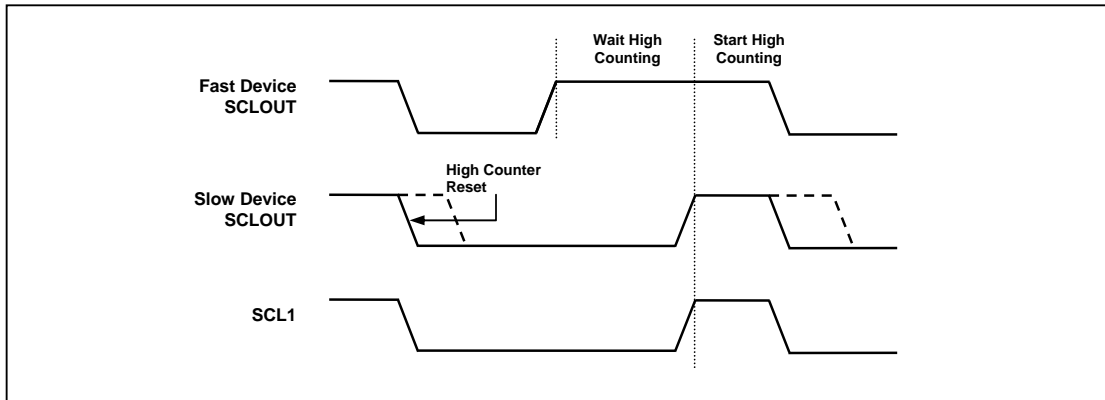 Wait High
Counting
Start High
Counting
Fast Device
SCLOUT
High Counter
Reset
Slow Device
SCLOUT
SCL1